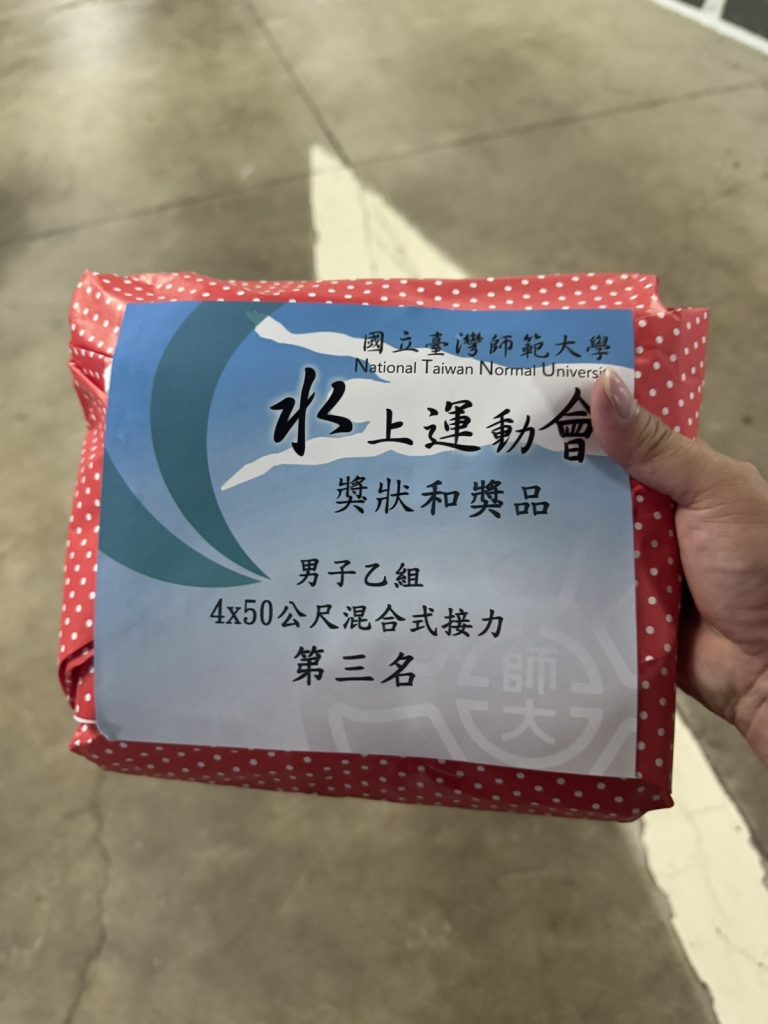 國立臺灣師範大學
National Taiwan Normal
水上運動會
獎狀和獎品
男子乙組
4x50公尺混合式接力
第三名
師大